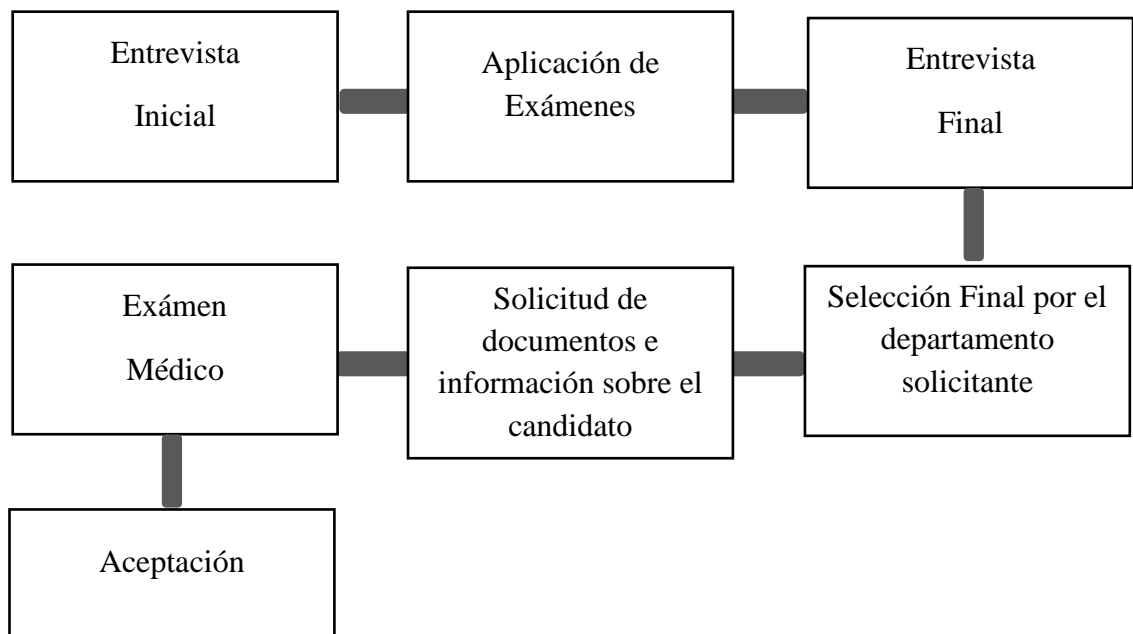 Entrevista
Inicial
Aplicación de
Exámenes
Entrevista
Final
Selección Final por el
departamento
solicitante
Solicitud de
documentos e
información sobre el
candidato
Exámen
Médico
Aceptación